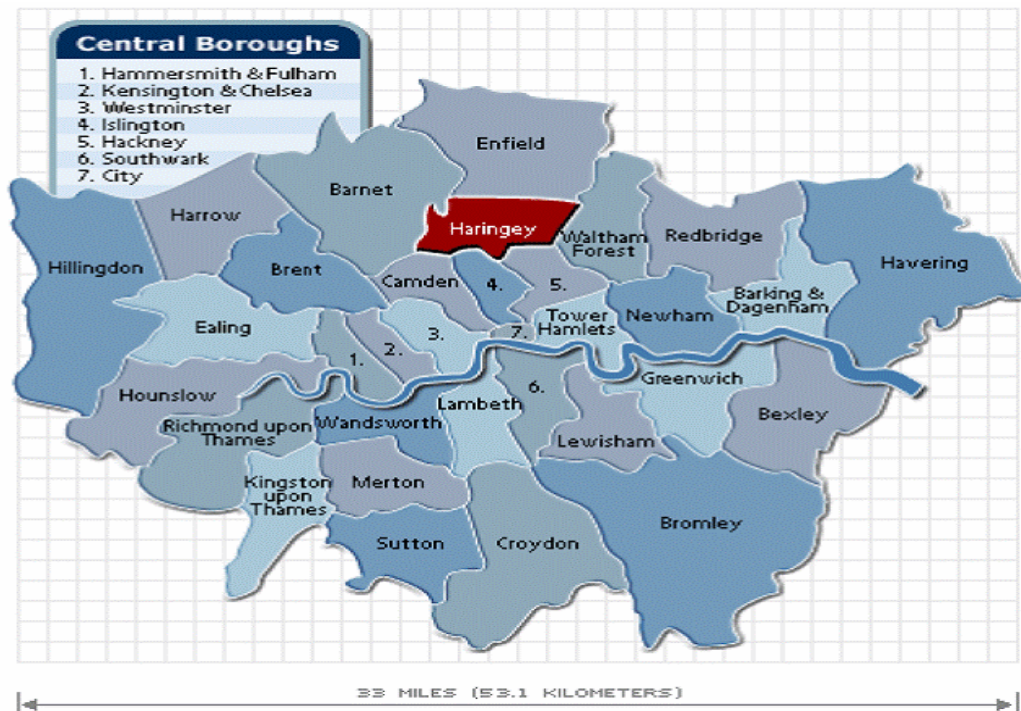 Central Boroughs
1. Hammersmith & Fulham
2. Kensington & Chelsea
3. Westminster
4. Islington
5. Hackney
6. Southwark
7. City
Enfield
Barnet
Harrow
Haringey
Waltham
Forest
Redbridge
Hillingdon
Brent
Camden
4.
5.
Havering
Barking &
Dagenham
Ealing
Tower
Hamlets
Newham
3.
7.
2.
1.
Hounslow
6.
Greenwich
Lambeth
Bexley
Richmond upon
Thames
Wandsworth
Lewisham
Kingston
upon
Thames
Merton
Bromley
Sutton
Croydon
33 MILES (53.1 KILOMETERS)